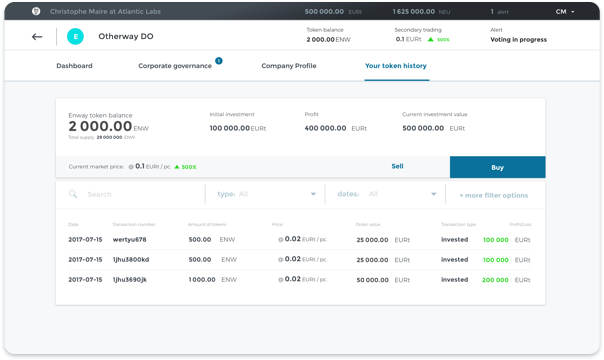 Christophe Maire at Atlantic Labs 500 000.00 EURt 1 625 000.00 NEU 1 alert CM
E Otherway DO Token balance 2 000.00 ENW Secondary trading 0.1 EURt 500% Alert Voting in progress
Dashboard Corporate governance 1 Company Profile Your token history
Enway token balance Initial investment Profit Current investment value
2 000.00 ENW 100 000.00 EURt 400 000.00 EURt 500 000.00 EURt
Total supply: 29 000 000 ENW
Current market price: @ 0.1 EURt / pc. 500% Sell Buy
Search type: All dates: All + more filter options
Date Transaction number Amount of tokens Price Order value Transaction type Profit/loss
2017-07-15 wertyu678 500.00 ENW @ 0.02 EURt / pc. 25 000.00 EURt invested 100 000 EURt
2017-07-15 1jhu3800kd 500.00 ENW @ 0.02 EURt / pc. 25 000.00 EURt invested 100 000 EURt
2017-07-15 1jhu3690jk 1 000.00 ENW @ 0.02 EURt / pc. 50 000.00 EURt invested 200 000 EURt